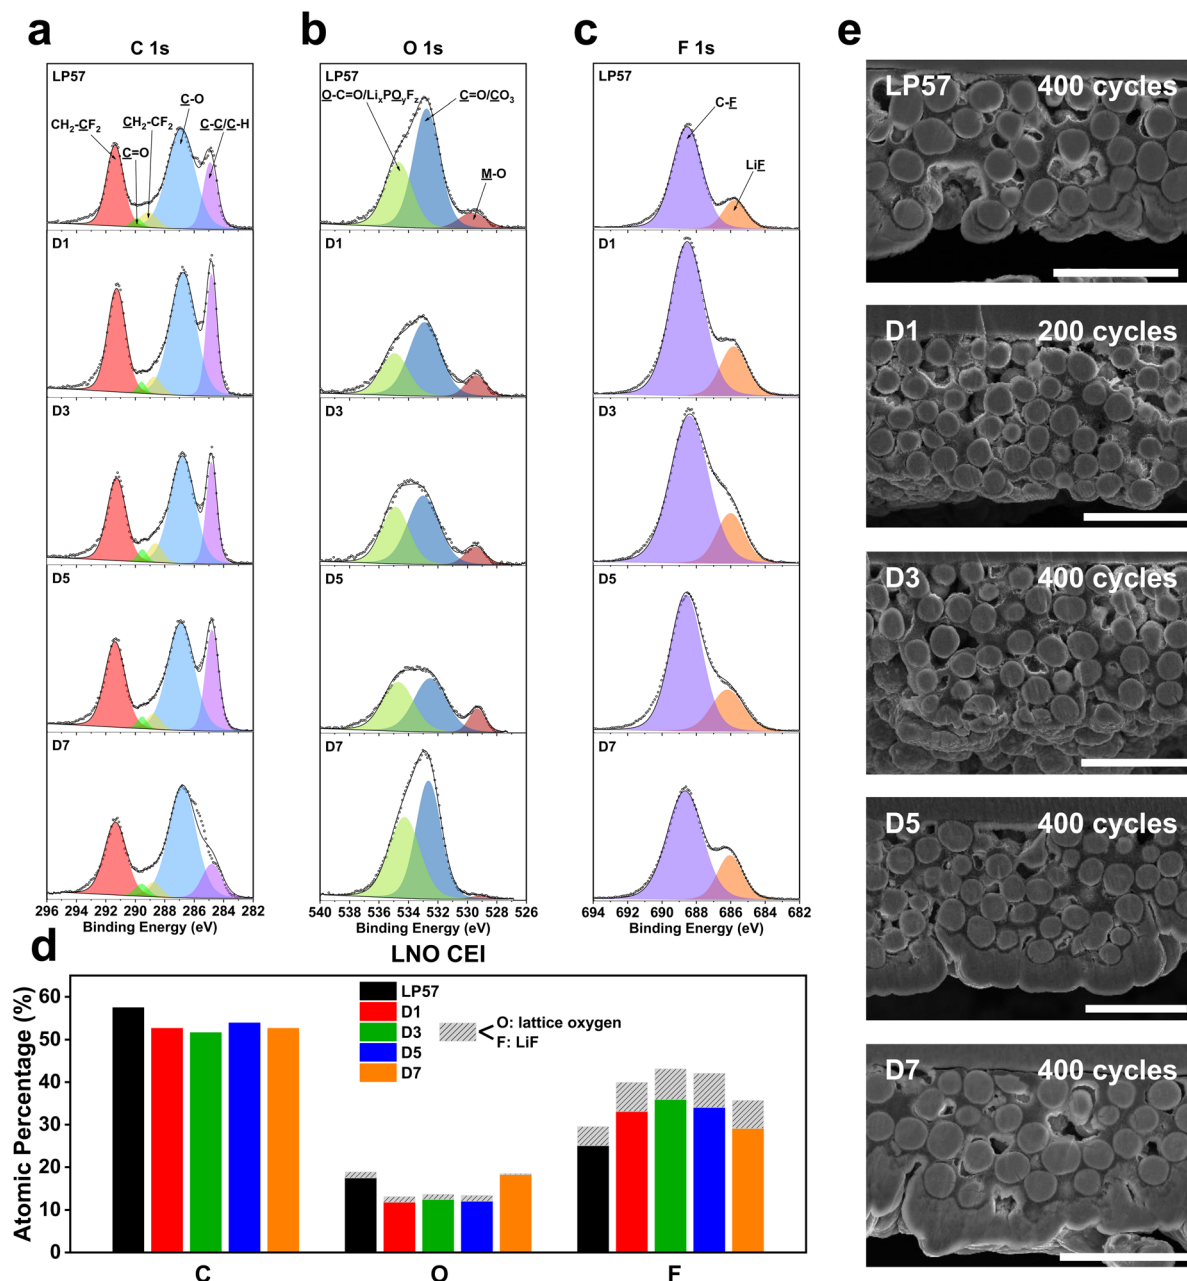 a
C 1s
LP57
CH2-CF2
C=O
CH2-CF2
C-O
C-C/C-H
D1
D3
D5
D7
296 294 292 290 288 286 284 282
Binding Energy (eV)
b
O 1s
LP57
O-C=O/LixPOyFz
C=O/CO3
M-O
D1
D3
D5
D7
540 538 536 534 532 530 528 526
Binding Energy (eV)
c
F 1s
LP57
C-F
LiF
D1
D3
D5
D7
694 692 690 688 686 684 682
Binding Energy (eV)
d
LNO CEI
Atomic Percentage (%)
60
50
40
30
20
10
0
LP57
D1
D3
D5
D7
O: lattice oxygen
F: LiF
C O F
e
LP57 400 cycles
D1 200 cycles
D3 400 cycles
D5 400 cycles
D7 400 cycles